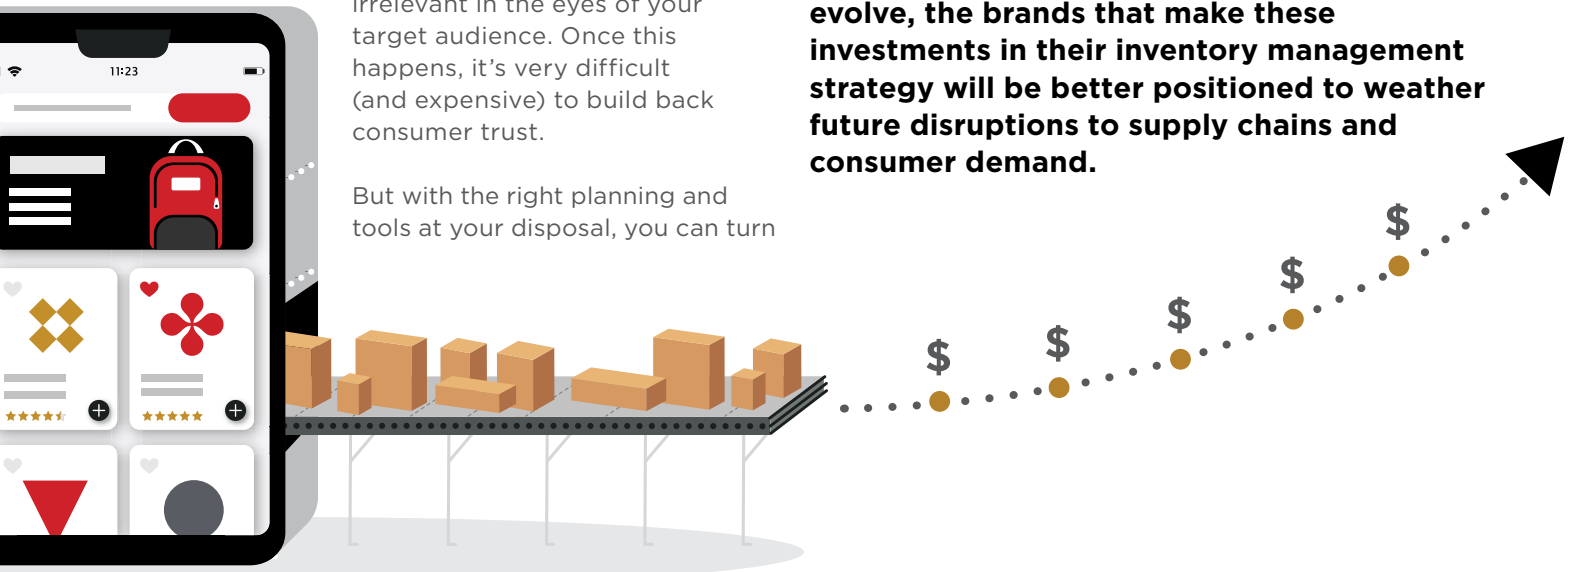 11:23
irrelevant in the eyes of your
target audience. Once this
happens, it’s very difficult
(and expensive) to build back
consumer trust.
But with the right planning and
tools at your disposal, you can turn
evolve, the brands that make these
investments in their inventory management
strategy will be better positioned to weather
future disruptions to supply chains and
consumer demand.
$
$
$
$
$